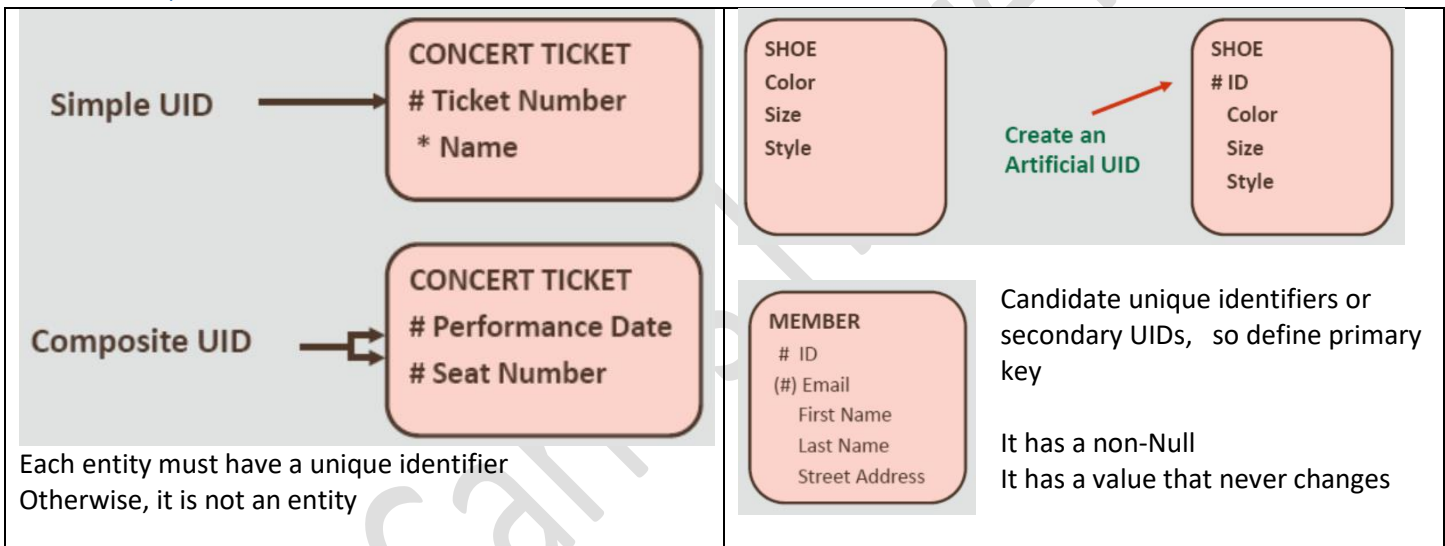 Simple UID
CONCERT TICKET
# Ticket Number
* Name
Composite UID
CONCERT TICKET
# Performance Date
# Seat Number
Each entity must have a unique identifier
Otherwise, it is not an entity
SHOE
Color
Size
Style
Create an
Artificial UID
SHOE
# ID
Color
Size
Style
MEMBER
# ID
(#) Email
First Name
Last Name
Street Address
Candidate unique identifiers or
secondary UIDs, so define primary
key
It has a non-Null
It has a value that never changes